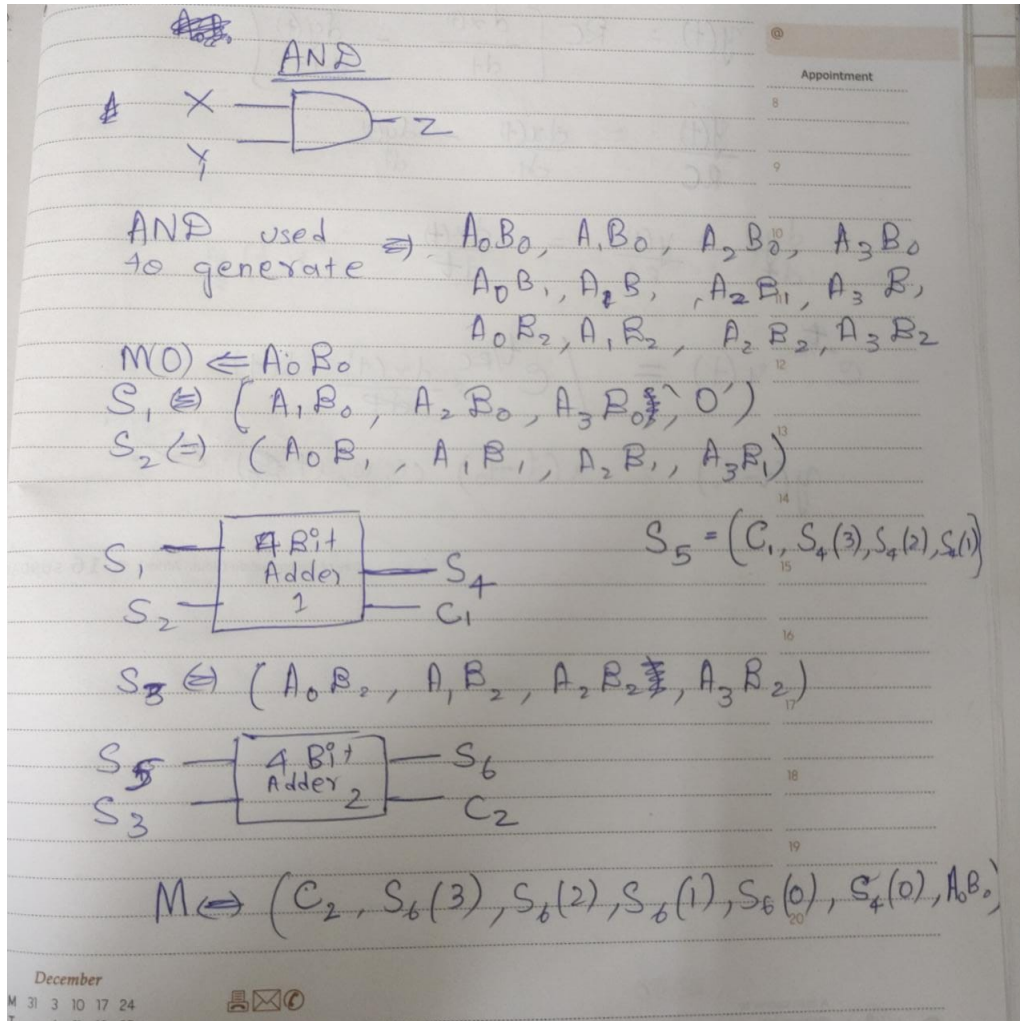 AND
Appointment
X
Z
Y
8
9
10
12
13
14
15
16
17
18
19
20
AND used to generate ⇒ A₀B₀, A₁B₀, A₂B₀, A₃B₀
A₀B₁, A₁B₁, A₂B₁, A₃B₁
A₀B₂, A₁B₂, A₂B₂, A₃B₂
M(0) ⇐ A₀B₀
S₁ ⇔ (A₁B₀, A₂B₀, A₃B₀, '0')
S₂ ⇔ (A₀B₁, A₁B₁, A₂B₁, A₃B₁)
S₁
S₂
4 Bit
Adder
1
S₄
C₁
S₅ = (C₁, S₄(3), S₄(2), S₄(1))
S₃ ⇔ (A₀B₂, A₁B₂, A₂B₂, A₃B₂)
S₅
S₃
4 Bit
Adder 2
S₆
C₂
M ⇔ (C₂, S₆(3), S₆(2), S₆(1), S₆(0), S₄(0), A₀B₀)
December
M 31 3 10 17 24